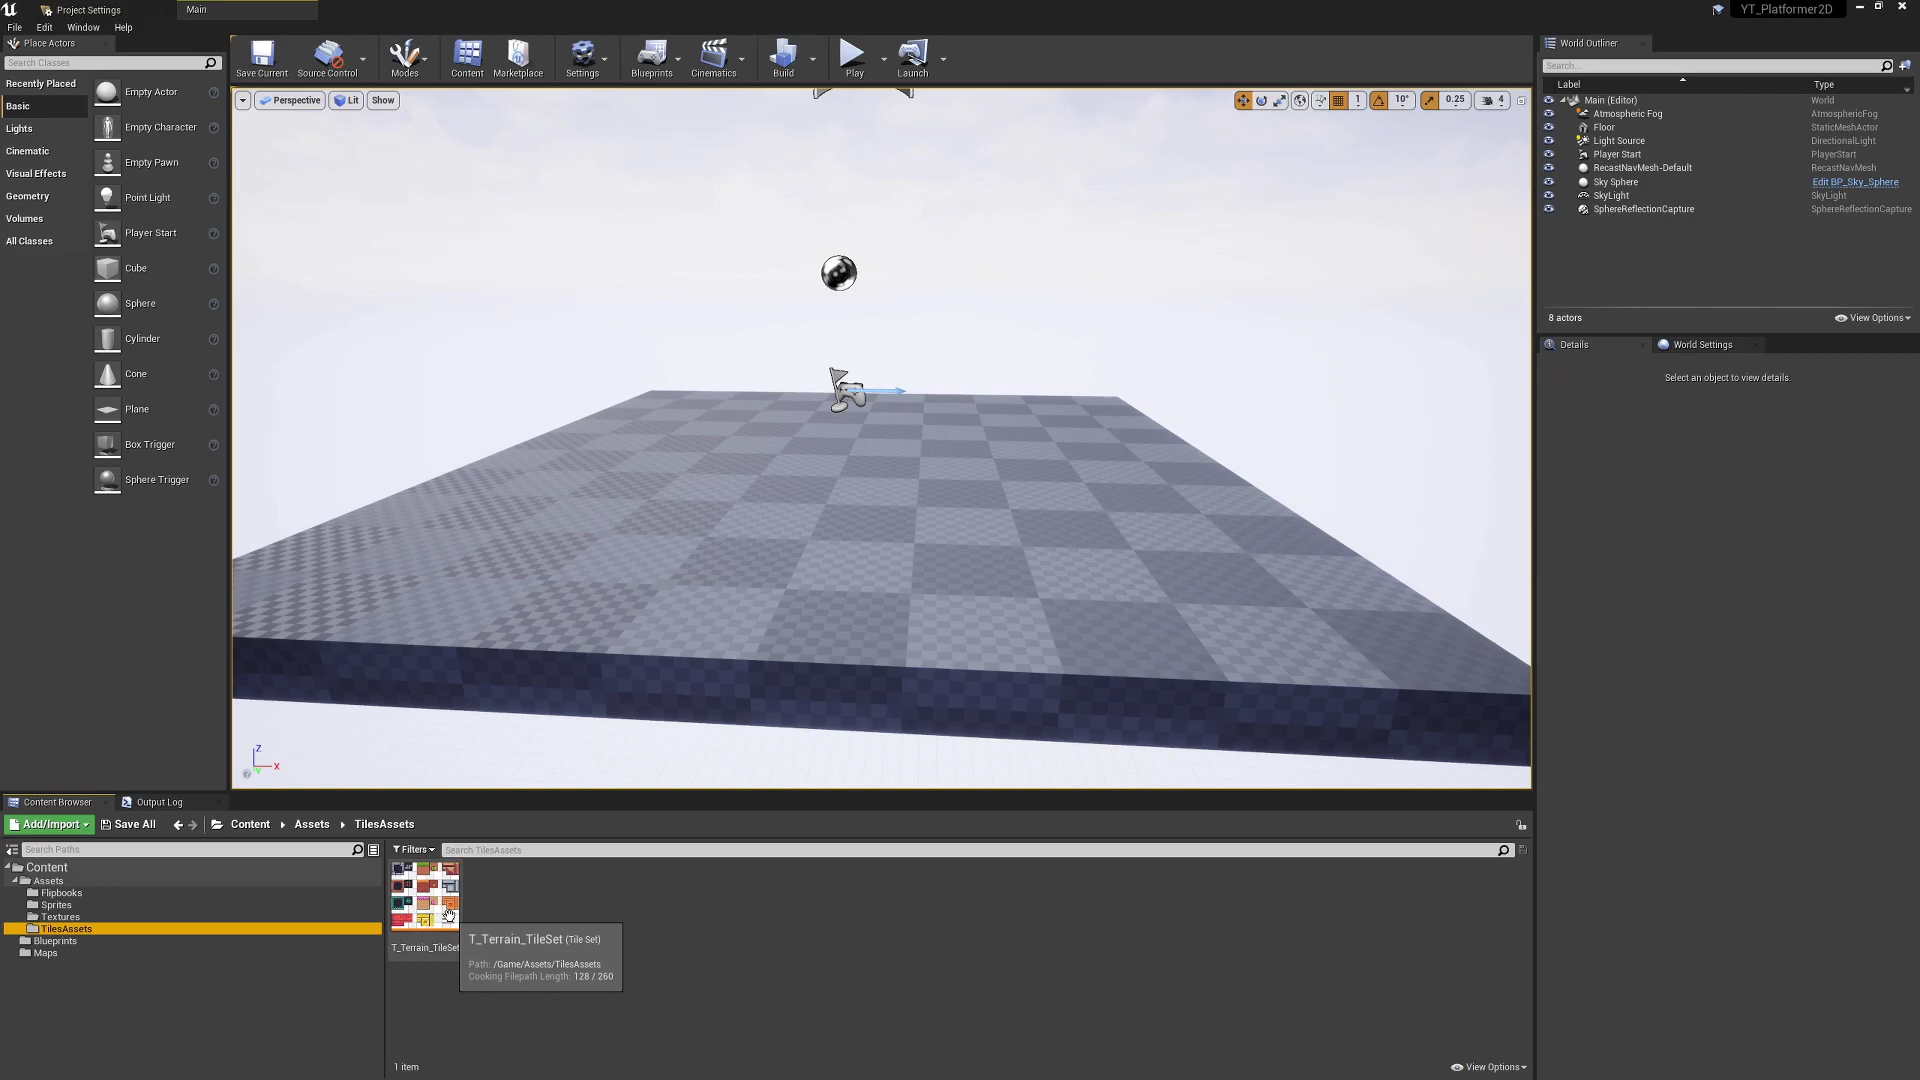 Project Settings
Main
YT_Platformer2D
File Edit Window Help
Place Actors
Search Classes
Recently Placed
Basic
Lights
Cinematic
Visual Effects
Geometry
Volumes
All Classes
Empty Actor
Empty Character
Empty Pawn
Point Light
Player Start
Cube
Sphere
Cylinder
Cone
Plane
Box Trigger
Sphere Trigger
Save Current
Source Control
Modes
Content
Marketplace
Settings
Blueprints
Cinematics
Build
Play
Launch
Perspective
Lit
Show
1
10°
0.25
4
Z
X
Y
World Outliner
Search...
Label Type
Main (Editor) World
Atmospheric Fog AtmosphericFog
Floor StaticMeshActor
Light Source DirectionalLight
Player Start PlayerStart
RecastNavMesh-Default RecastNavMesh
Sky Sphere Edit BP_Sky_Sphere
SkyLight SkyLight
SphereReflectionCapture SphereReflectionCapture
8 actors
View Options
Details
World Settings
Select an object to view details.
Content Browser
Output Log
Add/Import
Save All
Content
Assets
TilesAssets
Search Paths
Filters
Search TilesAssets
Content
Assets
Flipbooks
Sprites
Textures
TilesAssets
Blueprints
Maps
T_Terrain_TileSet
T_Terrain_TileSet (Tile Set)
Path: /Game/Assets/TilesAssets
Cooking Filepath Length: 128 / 260
1 item
View Options